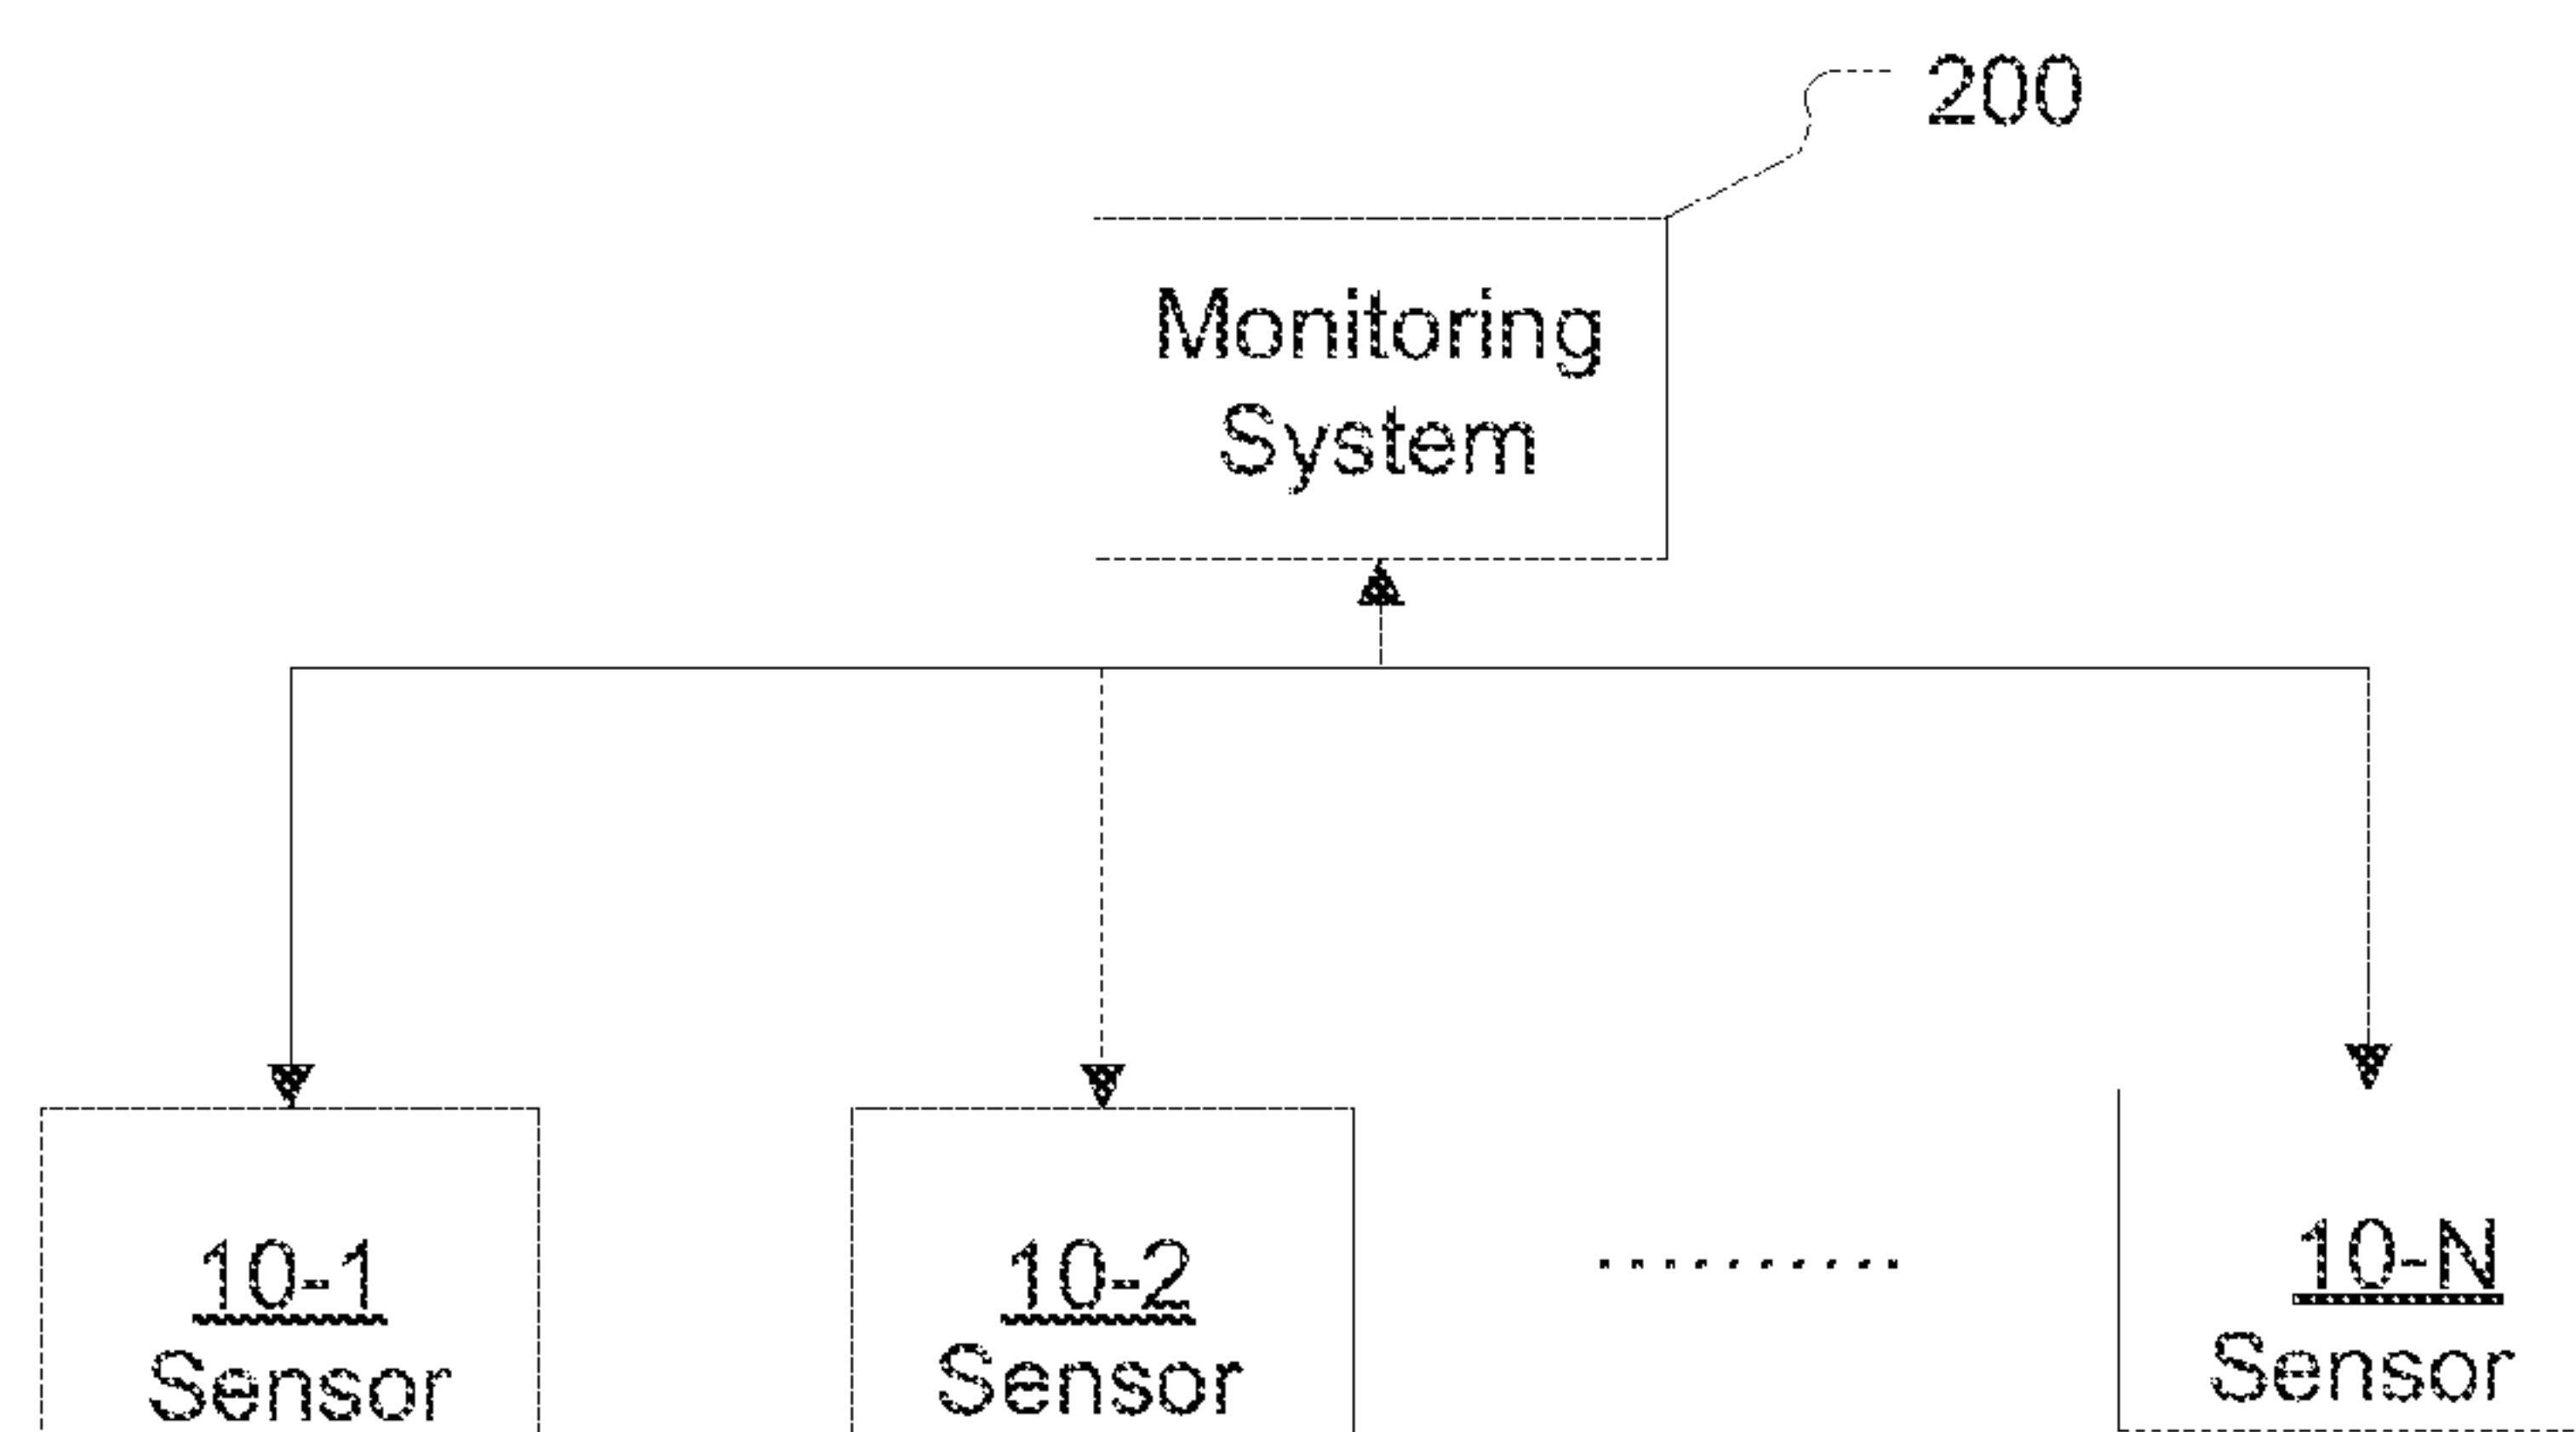 200
Monitoring
System
10-1
Sensor
10-2
Sensor
..........
10-N
Sensor